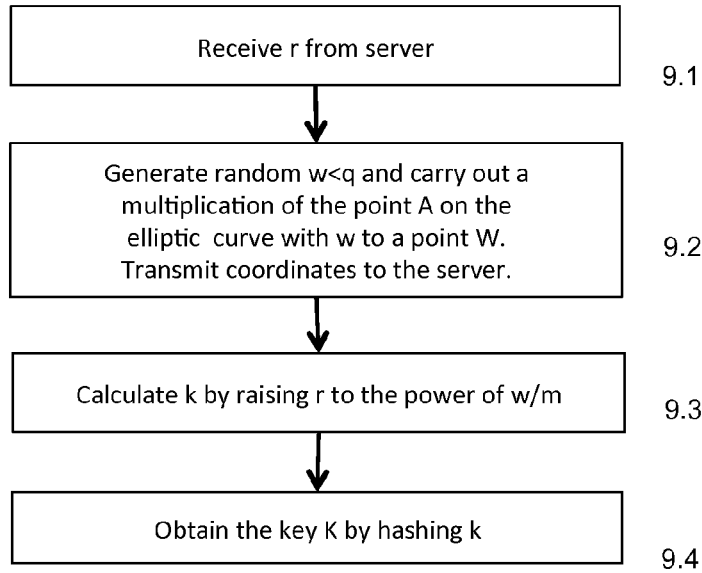 Receive r from server
9.1
Generate random w<q and carry out a
multiplication of the point A on the
elliptic curve with w to a point W.
Transmit coordinates to the server.
9.2
Calculate k by raising r to the power of w/m
9.3
Obtain the key K by hashing k
9.4